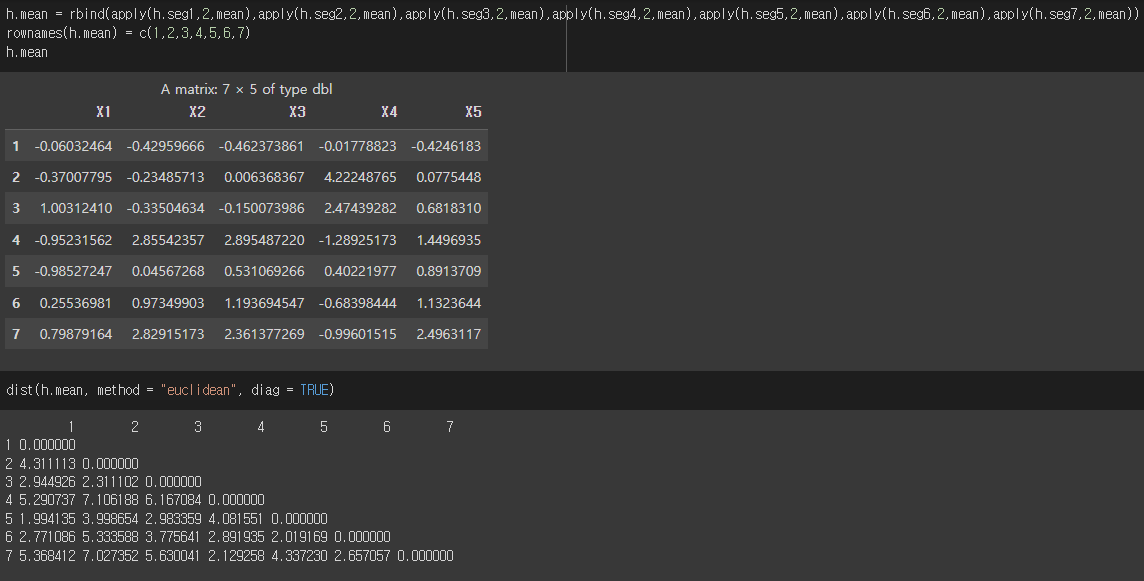 h.mean = rbind(apply(h.seg1,2,mean),apply(h.seg2,2,mean),apply(h.seg3,2,mean),apply(h.seg4,2,mean),apply(h.seg5,2,mean),apply(h.seg6,2,mean),apply(h.seg7,2,mean))
rownames(h.mean) = c(1,2,3,4,5,6,7)
h.mean
A matrix: 7 × 5 of type dbl
X1 X2 X3 X4 X5
1 -0.06032464 -0.42959666 -0.462373861 -0.01778823 -0.4246183
2 -0.37007795 -0.23485713 0.006368367 4.22248765 0.0775448
3 1.00312410 -0.33504634 -0.150073986 2.47439282 0.6818310
4 -0.95231562 2.85542357 2.895487220 -1.28925173 1.4496935
5 -0.98527247 0.04567268 0.531069266 0.40221977 0.8913709
6 0.25536981 0.97349903 1.193694547 -0.68398444 1.1323644
7 0.79879164 2.82915173 2.361377269 -0.99601515 2.4963117
dist(h.mean, method = "euclidean", diag = TRUE)
1 2 3 4 5 6 7
1 0.000000
2 4.311113 0.000000
3 2.944926 2.311102 0.000000
4 5.290737 7.106188 6.167084 0.000000
5 1.994135 3.998654 2.983359 4.081551 0.000000
6 2.771086 5.333588 3.775641 2.891935 2.019169 0.000000
7 5.368412 7.027352 5.630041 2.129258 4.337230 2.657057 0.000000